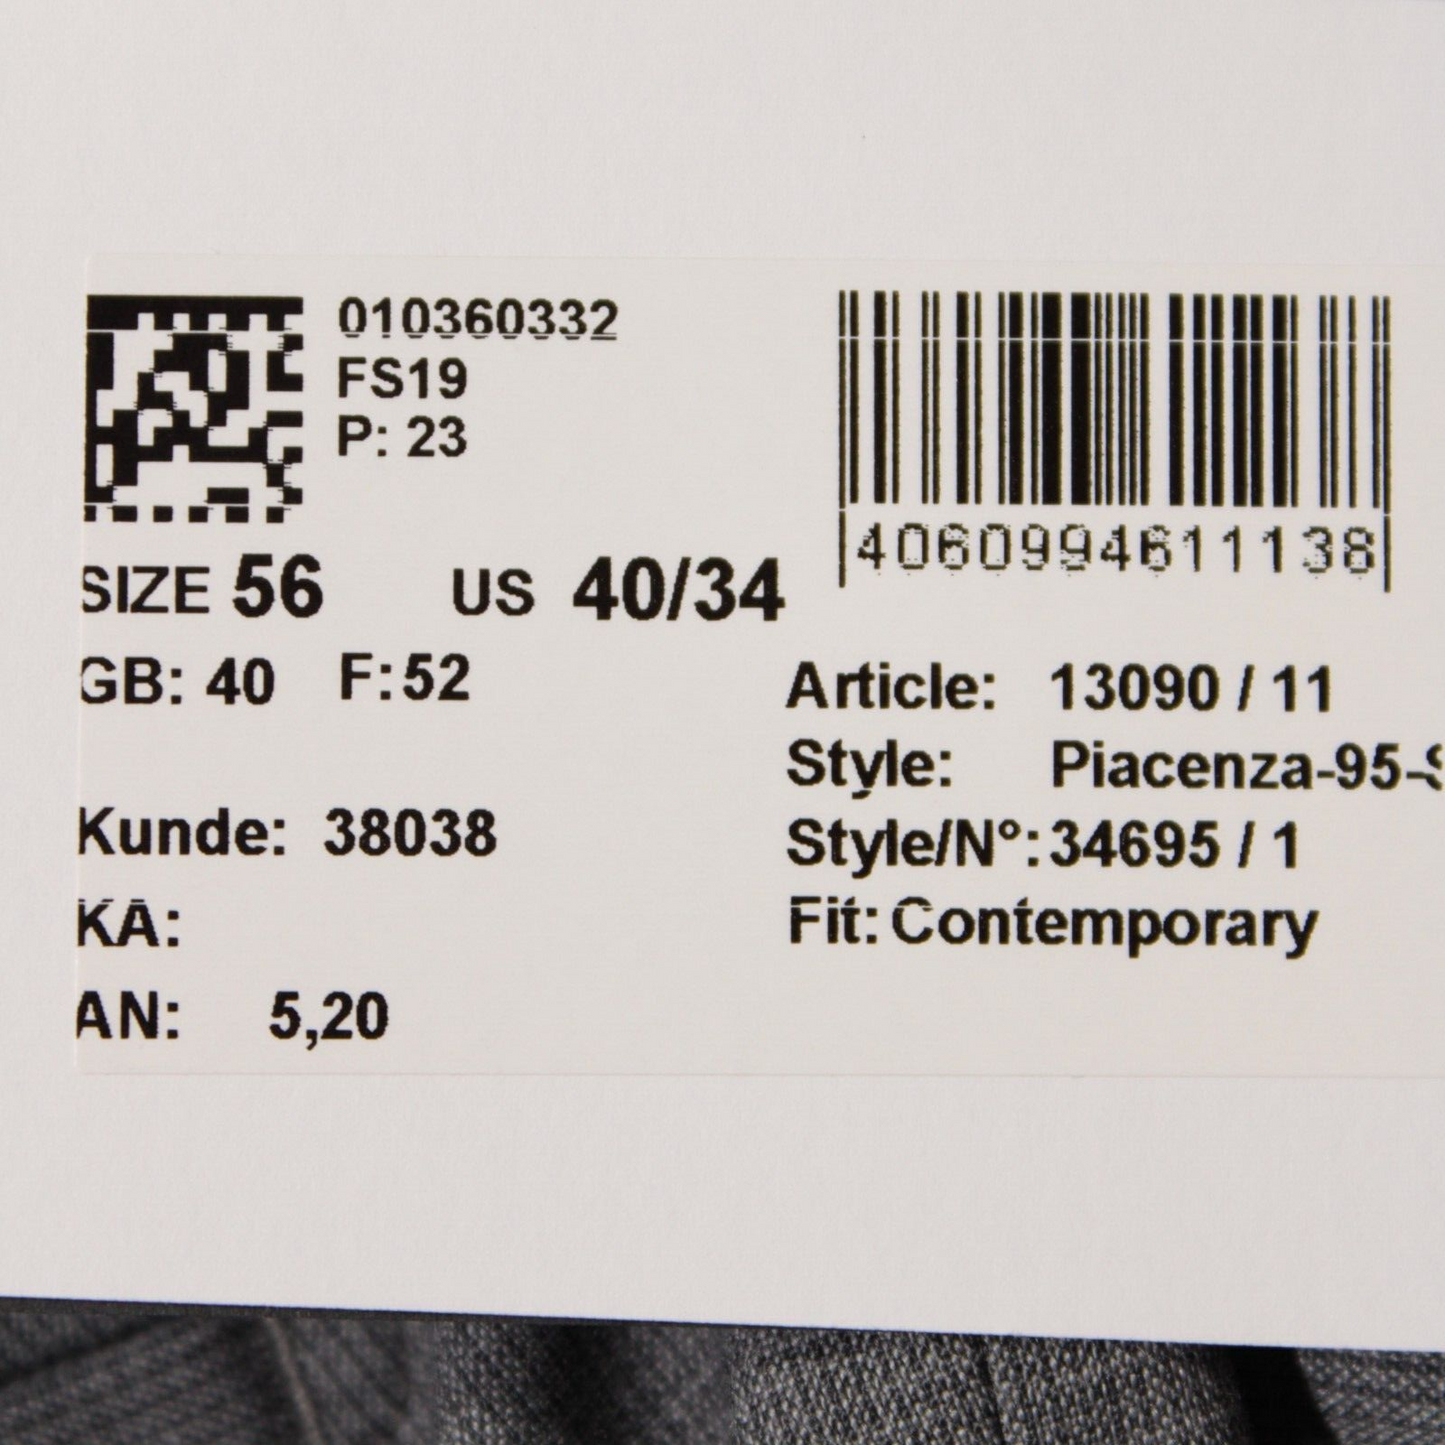 010360332
FS19
P: 23
4060994611138
SIZE 56 US 40/34
GB: 40 F: 52
Article: 13090 / 11
Style: Piacenza-95-
Kunde: 38038
Style/N°: 34695 / 1
KA:
Fit: Contemporary
AN: 5,20